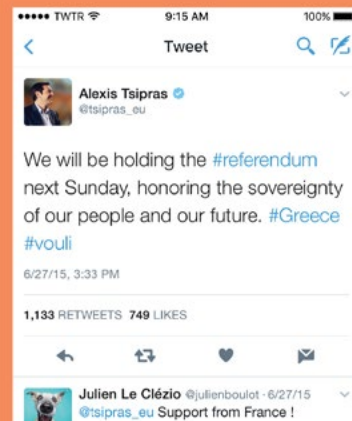 TWTR 9:15 AM 100%
Tweet
Alexis Tsipras
@tsipras_eu
We will be holding the #referendum
next Sunday, honoring the sovereignty
of our people and our future. #Greece
#vouli
6/27/15, 3:33 PM
1,133 RETWEETS 749 LIKES
Julien Le Clézio @julienboulot · 6/27/15
@tsipras_eu Support from France !